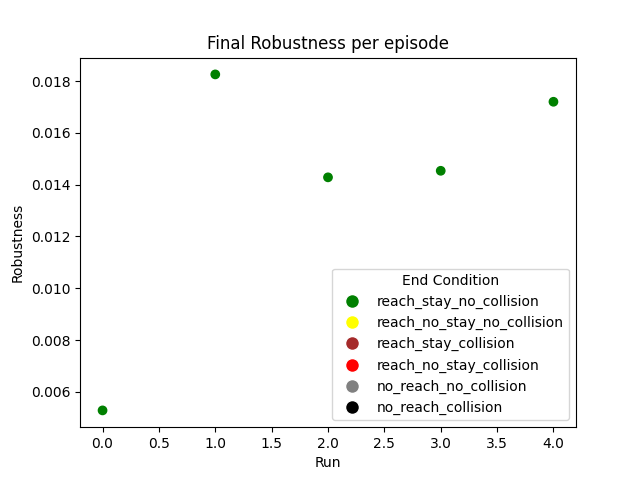 Final Robustness per episode
0.018
0.016
0.014
0.012
0.010
0.008
0.006
Robustness
End Condition
reach_stay_no_collision
reach_no_stay_no_collision
reach_stay_collision
reach_no_stay_collision
no_reach_no_collision
no_reach_collision
0.0 0.5 1.0 1.5 2.0 2.5 3.0 3.5 4.0
Run